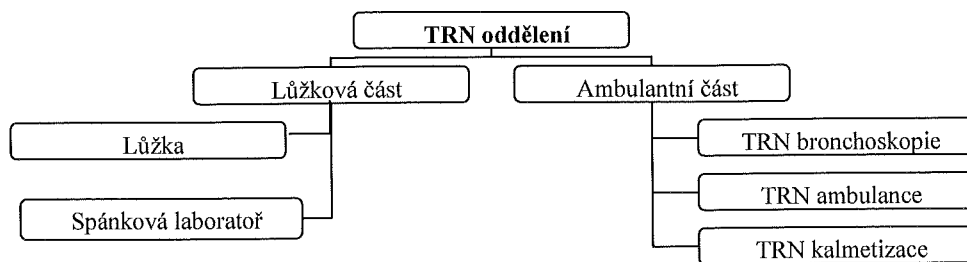 TRN oddělení
Lůžková část
Ambulantní část
Lůžka
TRN bronchoskopie
Spánková laboratoř
TRN ambulance
TRN kalmetizace